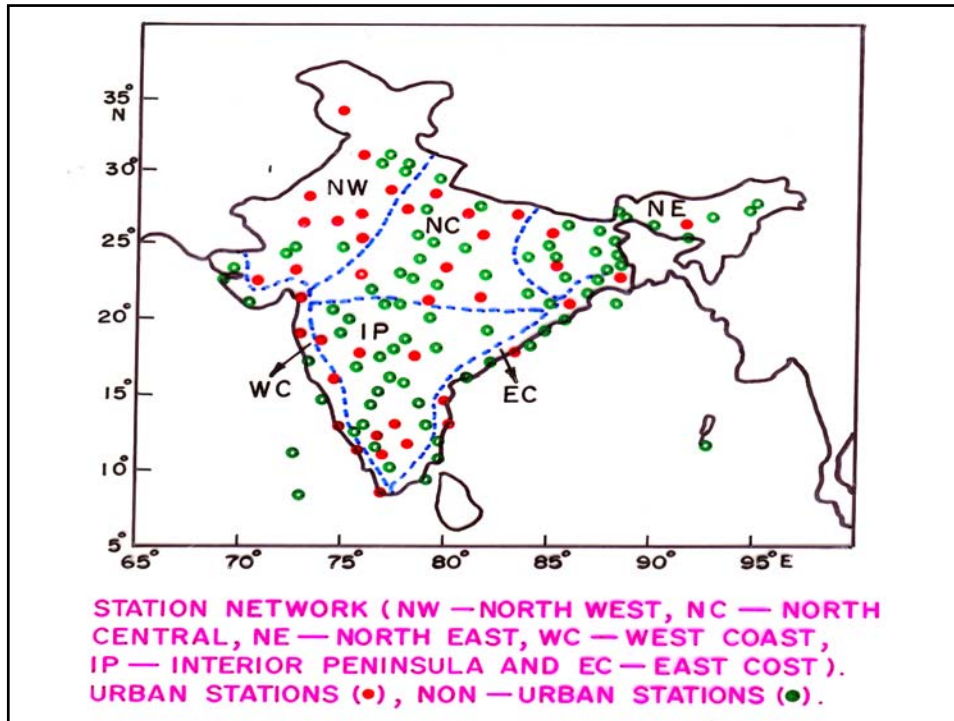 35°
N
30°
25°
20°
15°
10°
5°
65° 70° 75° 80° 85° 90° 95°E
NW
NC
NE
IP
WC
EC
STATION NETWORK (NW — NORTH WEST, NC — NORTH
CENTRAL, NE — NORTH EAST, WC — WEST COAST,
IP — INTERIOR PENINSULA AND EC — EAST COST).
URBAN STATIONS (●), NON — URBAN STATIONS (●).